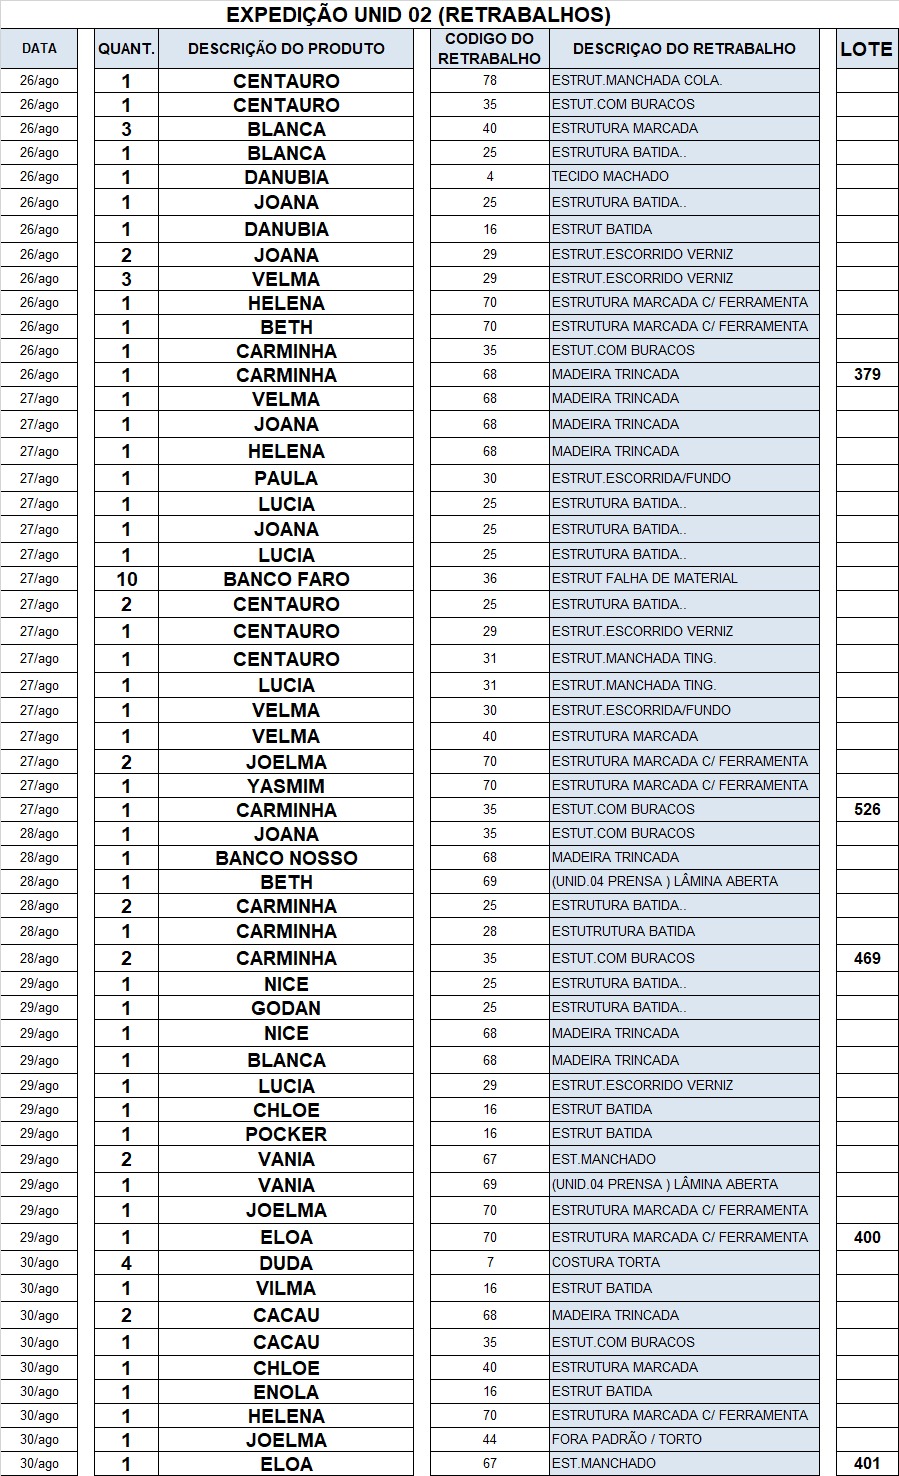 EXPEDIÇÃO UNID 02 (RETRABALHOS)
DATA QUANT. DESCRIÇÃO DO PRODUTO CODIGO DO RETRABALHO DESCRIÇAO DO RETRABALHO LOTE
26/ago 1 CENTAURO 78 ESTRUT.MANCHADA COLA.
26/ago 1 CENTAURO 35 ESTUT.COM BURACOS
26/ago 3 BLANCA 40 ESTRUTURA MARCADA
26/ago 1 BLANCA 25 ESTRUTURA BATIDA..
26/ago 1 DANUBIA 4 TECIDO MACHADO
26/ago 1 JOANA 25 ESTRUTURA BATIDA..
26/ago 1 DANUBIA 16 ESTRUT BATIDA
26/ago 2 JOANA 29 ESTRUT.ESCORRIDO VERNIZ
26/ago 3 VELMA 29 ESTRUT.ESCORRIDO VERNIZ
26/ago 1 HELENA 70 ESTRUTURA MARCADA C/ FERRAMENTA
26/ago 1 BETH 70 ESTRUTURA MARCADA C/ FERRAMENTA
26/ago 1 CARMINHA 35 ESTUT.COM BURACOS
26/ago 1 CARMINHA 68 MADEIRA TRINCADA 379
27/ago 1 VELMA 68 MADEIRA TRINCADA
27/ago 1 JOANA 68 MADEIRA TRINCADA
27/ago 1 HELENA 68 MADEIRA TRINCADA
27/ago 1 PAULA 30 ESTRUT.ESCORRIDA/FUNDO
27/ago 1 LUCIA 25 ESTRUTURA BATIDA..
27/ago 1 JOANA 25 ESTRUTURA BATIDA..
27/ago 1 LUCIA 25 ESTRUTURA BATIDA..
27/ago 10 BANCO FARO 36 ESTRUT FALHA DE MATERIAL
27/ago 2 CENTAURO 25 ESTRUTURA BATIDA..
27/ago 1 CENTAURO 29 ESTRUT.ESCORRIDO VERNIZ
27/ago 1 CENTAURO 31 ESTRUT.MANCHADA TING.
27/ago 1 LUCIA 31 ESTRUT.MANCHADA TING.
27/ago 1 VELMA 30 ESTRUT.ESCORRIDA/FUNDO
27/ago 1 VELMA 40 ESTRUTURA MARCADA
27/ago 2 JOELMA 70 ESTRUTURA MARCADA C/ FERRAMENTA
27/ago 1 YASMIM 70 ESTRUTURA MARCADA C/ FERRAMENTA
27/ago 1 CARMINHA 35 ESTUT.COM BURACOS 526
28/ago 1 JOANA 35 ESTUT.COM BURACOS
28/ago 1 BANCO NOSSO 68 MADEIRA TRINCADA
28/ago 1 BETH 69 (UNID.04 PRENSA ) LÂMINA ABERTA
28/ago 2 CARMINHA 25 ESTRUTURA BATIDA..
28/ago 1 CARMINHA 28 ESTUTRUTURA BATIDA
28/ago 2 CARMINHA 35 ESTUT.COM BURACOS 469
29/ago 1 NICE 25 ESTRUTURA BATIDA..
29/ago 1 GODAN 25 ESTRUTURA BATIDA..
29/ago 1 NICE 68 MADEIRA TRINCADA
29/ago 1 BLANCA 68 MADEIRA TRINCADA
29/ago 1 LUCIA 29 ESTRUT.ESCORRIDO VERNIZ
29/ago 1 CHLOE 16 ESTRUT BATIDA
29/ago 1 POCKER 16 ESTRUT BATIDA
29/ago 2 VANIA 67 EST.MANCHADO
29/ago 1 VANIA 69 (UNID.04 PRENSA ) LÂMINA ABERTA
29/ago 1 JOELMA 70 ESTRUTURA MARCADA C/ FERRAMENTA
29/ago 1 ELOA 70 ESTRUTURA MARCADA C/ FERRAMENTA 400
30/ago 4 DUDA 7 COSTURA TORTA
30/ago 1 VILMA 16 ESTRUT BATIDA
30/ago 2 CACAU 68 MADEIRA TRINCADA
30/ago 1 CACAU 35 ESTUT.COM BURACOS
30/ago 1 CHLOE 40 ESTRUTURA MARCADA
30/ago 1 ENOLA 16 ESTRUT BATIDA
30/ago 1 HELENA 70 ESTRUTURA MARCADA C/ FERRAMENTA
30/ago 1 JOELMA 44 FORA PADRÃO / TORTO
30/ago 1 ELOA 67 EST.MANCHADO 401